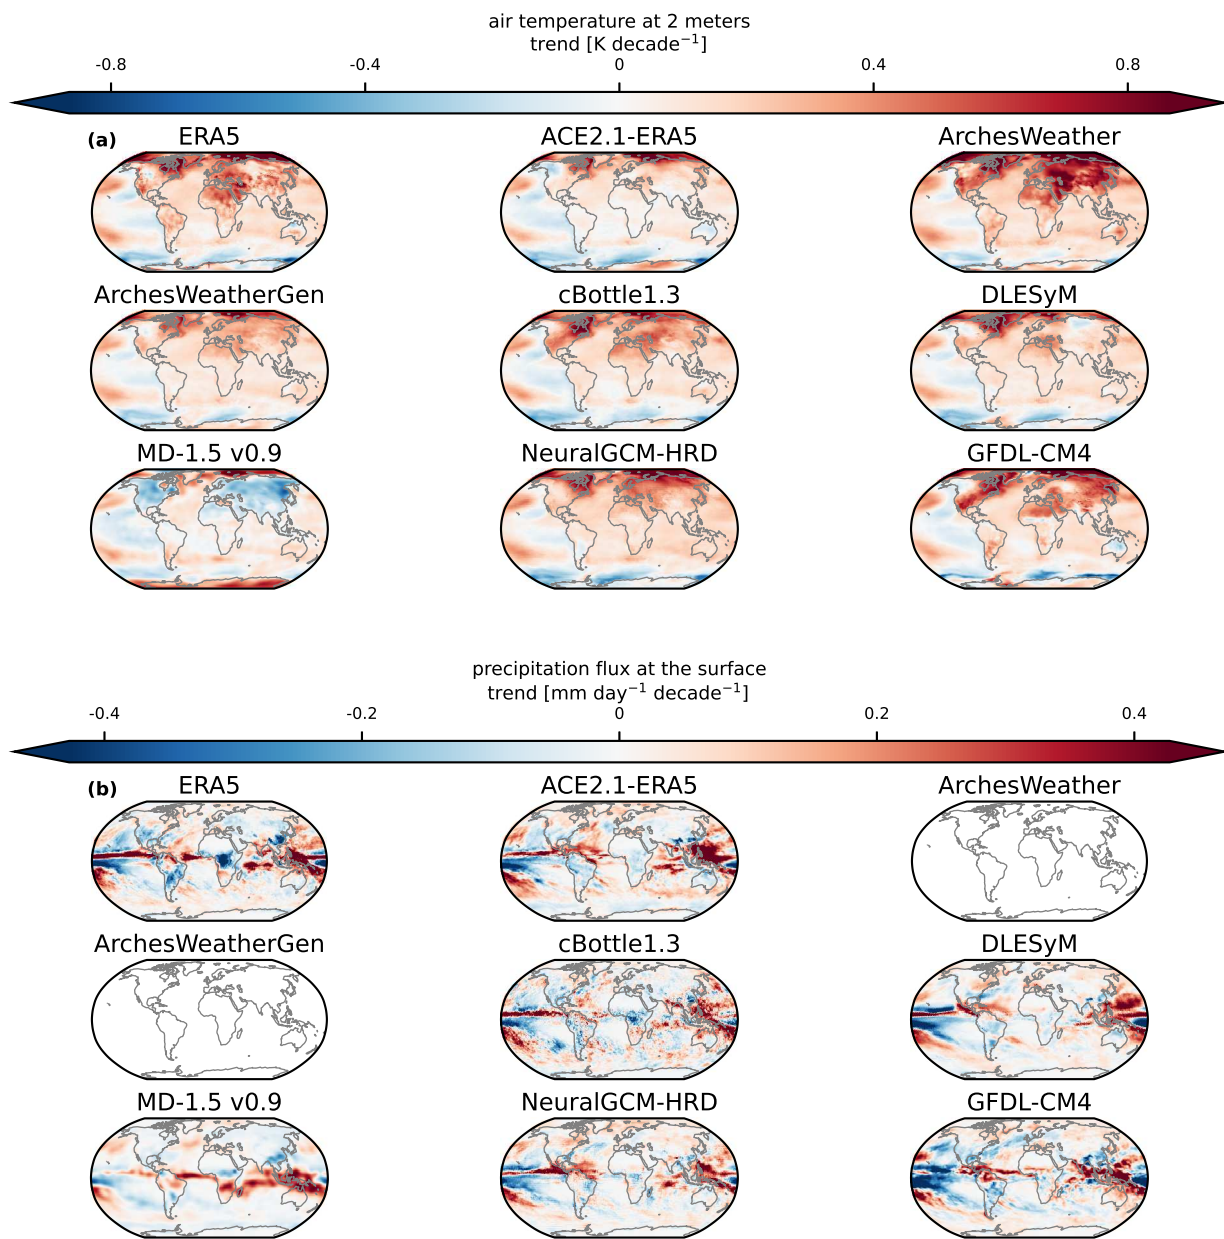 air temperature at 2 meters
trend [K decade⁻¹]
-0.8 -0.4 0 0.4 0.8
(a) ERA5 ACE2.1-ERA5 ArchesWeather
ArchesWeatherGen cBottle1.3 DLESyM
MD-1.5 v0.9 NeuralGCM-HRD GFDL-CM4
precipitation flux at the surface
trend [mm day⁻¹ decade⁻¹]
-0.4 -0.2 0 0.2 0.4
(b) ERA5 ACE2.1-ERA5 ArchesWeather
ArchesWeatherGen cBottle1.3 DLESyM
MD-1.5 v0.9 NeuralGCM-HRD GFDL-CM4